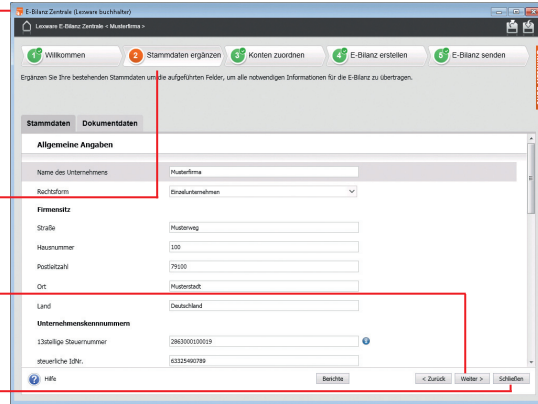 E-Bilanz Zentrale (Lexware buchhalter)
Lexware E-Bilanz Zentrale < Musterfirma >
1 Willkommen
2 Stammdaten ergänzen
3 Konten zuordnen
4 E-Bilanz erstellen
E-Bilanz senden
Ergänzen Sie Ihre bestehenden Stammdaten um die aufgeführten Felder, um alle notwendigen Informationen für die E-Bilanz zu übertragen.
Stammdaten Dokumentdaten
Allgemeine Angaben
Name des Unternehmens Musterfirma
Rechtsform Einzelunternehmen
Firmensitz
Straße Musterweg
Hausnummer 100
Postleitzahl 79100
Ort Musterstadt
Land Deutschland
Unternehmenskennnummern
13stellige Steuernummer 2863000100019
steuerliche IdNr. 63325490789
Hilfe Berichte < Zurück Weiter > Schließen